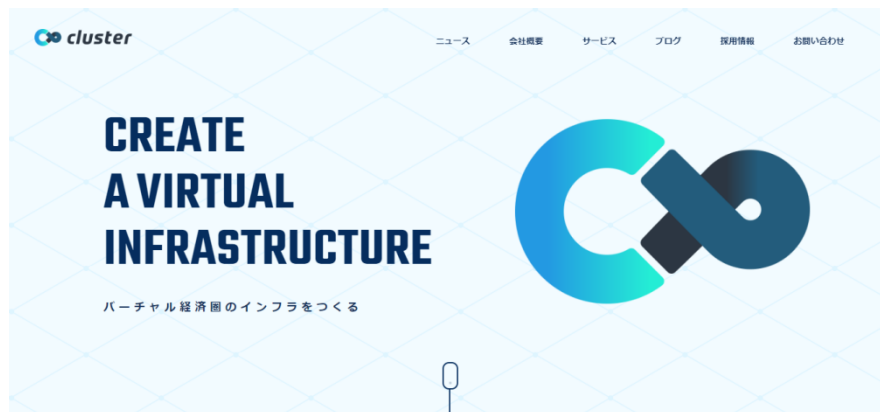 cluster
ニュース 会社概要 サービス ブログ 採用情報 お問い合わせ
CREATE
A VIRTUAL
INFRASTRUCTURE
バーチャル経済圏のインフラをつくる